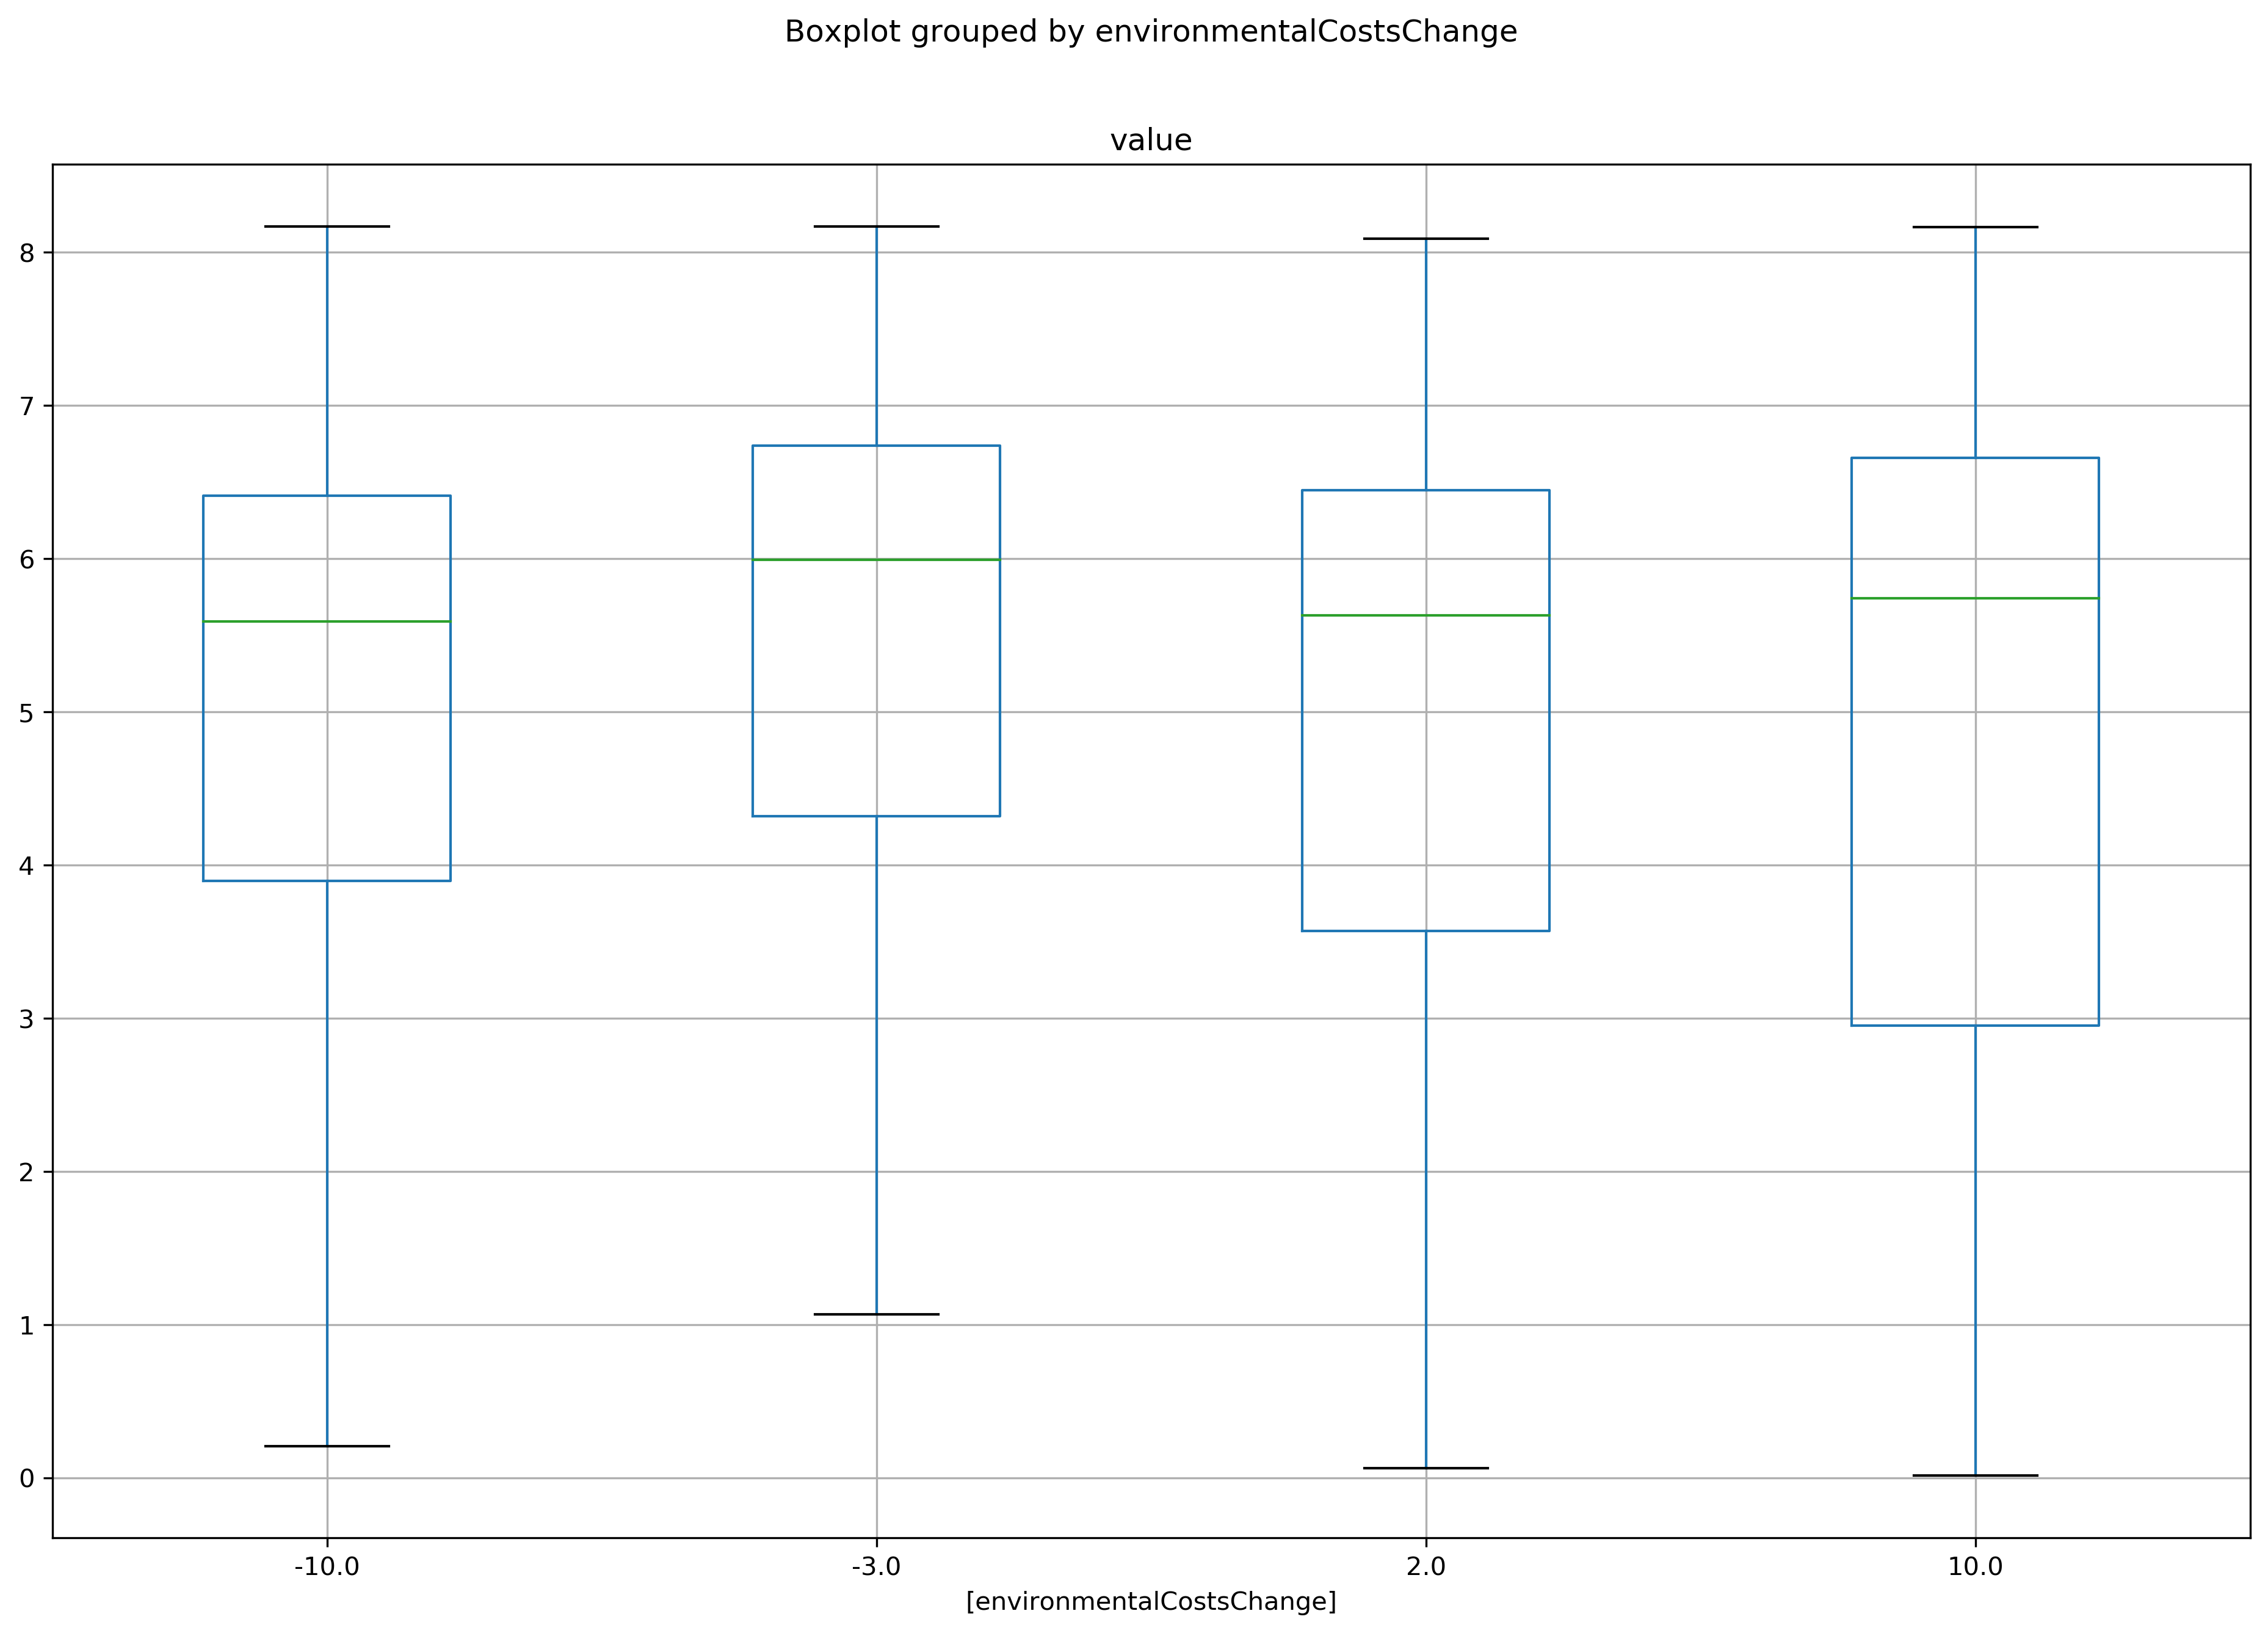 Boxplot grouped by environmentalCostsChange
value
8
7
6
5
4
3
2
1
0
-10.0 -3.0 2.0 10.0
[environmentalCostsChange]